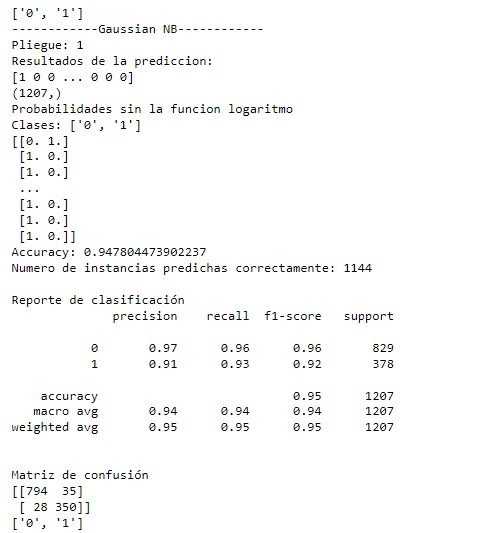 ['0', '1']
------------Gaussian NB------------
Pliegue: 1
Resultados de la prediccion:
[1 0 0 ... 0 0 0]
(1207,)
Probabilidades sin la funcion logaritmo
Clases: ['0', '1']
[[0. 1.]
 [1. 0.]
 [1. 0.]
 ...
 [1. 0.]
 [1. 0.]
 [1. 0.]]
Accuracy: 0.947804473902237
Numero de instancias predichas correctamente: 1144

Reporte de clasificación
              precision    recall  f1-score   support

           0       0.97      0.96      0.96       829
           1       0.91      0.93      0.92       378

    accuracy                           0.95      1207
   macro avg       0.94      0.94      0.94      1207
weighted avg       0.95      0.95      0.95      1207


Matriz de confusión
[[794  35]
 [ 28 350]]
['0', '1']